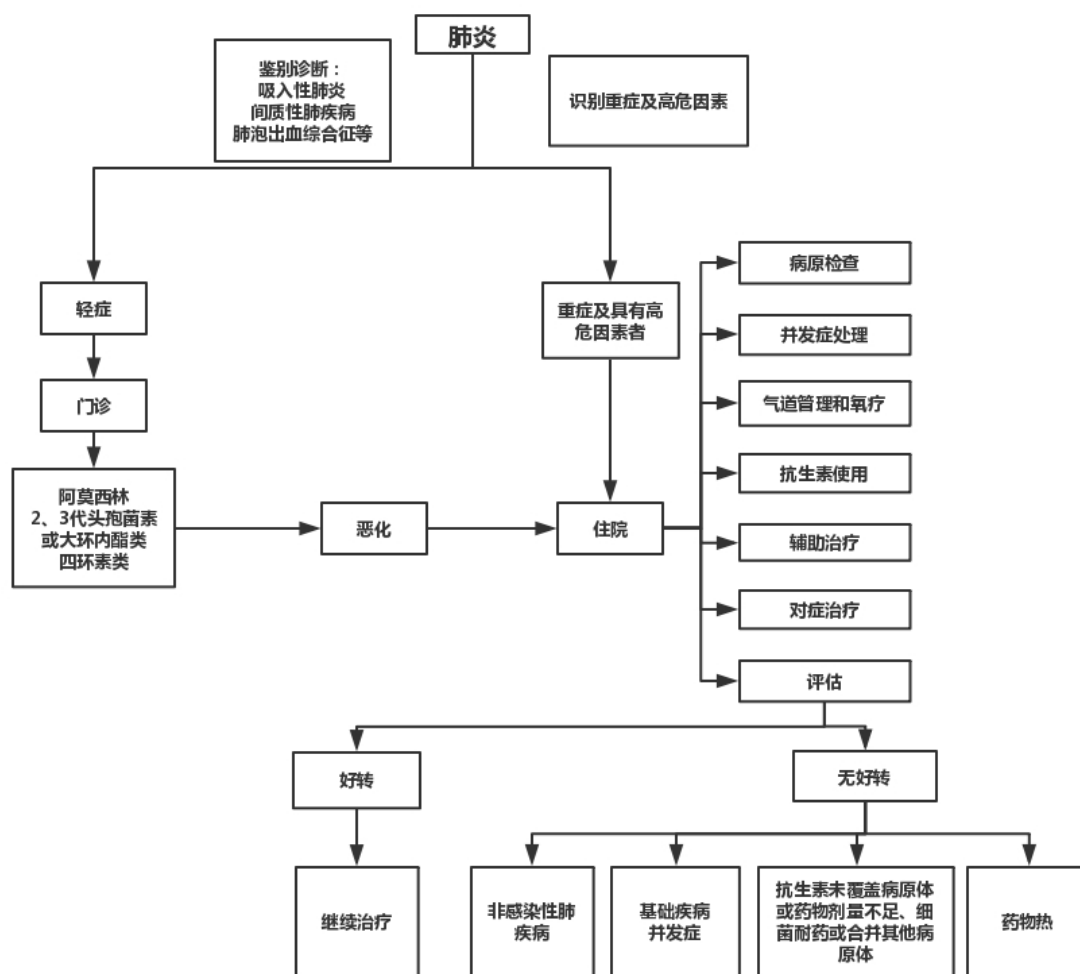 肺炎
鉴别诊断：
吸入性肺炎
间质性肺疾病
肺泡出血综合征等
识别重症及高危因素
轻症
重症及具有高
危因素者
病原检查
并发症处理
门诊
气道管理和氧疗
阿莫西林
2、3代头孢菌素
或大环内酯类
四环素类
恶化
住院
抗生素使用
辅助治疗
对症治疗
评估
好转
无好转
继续治疗
非感染性肺
疾病
基础疾病
并发症
抗生素未覆盖病原体
或药物剂量不足、细
菌耐药或合并其他病
原体
药物热